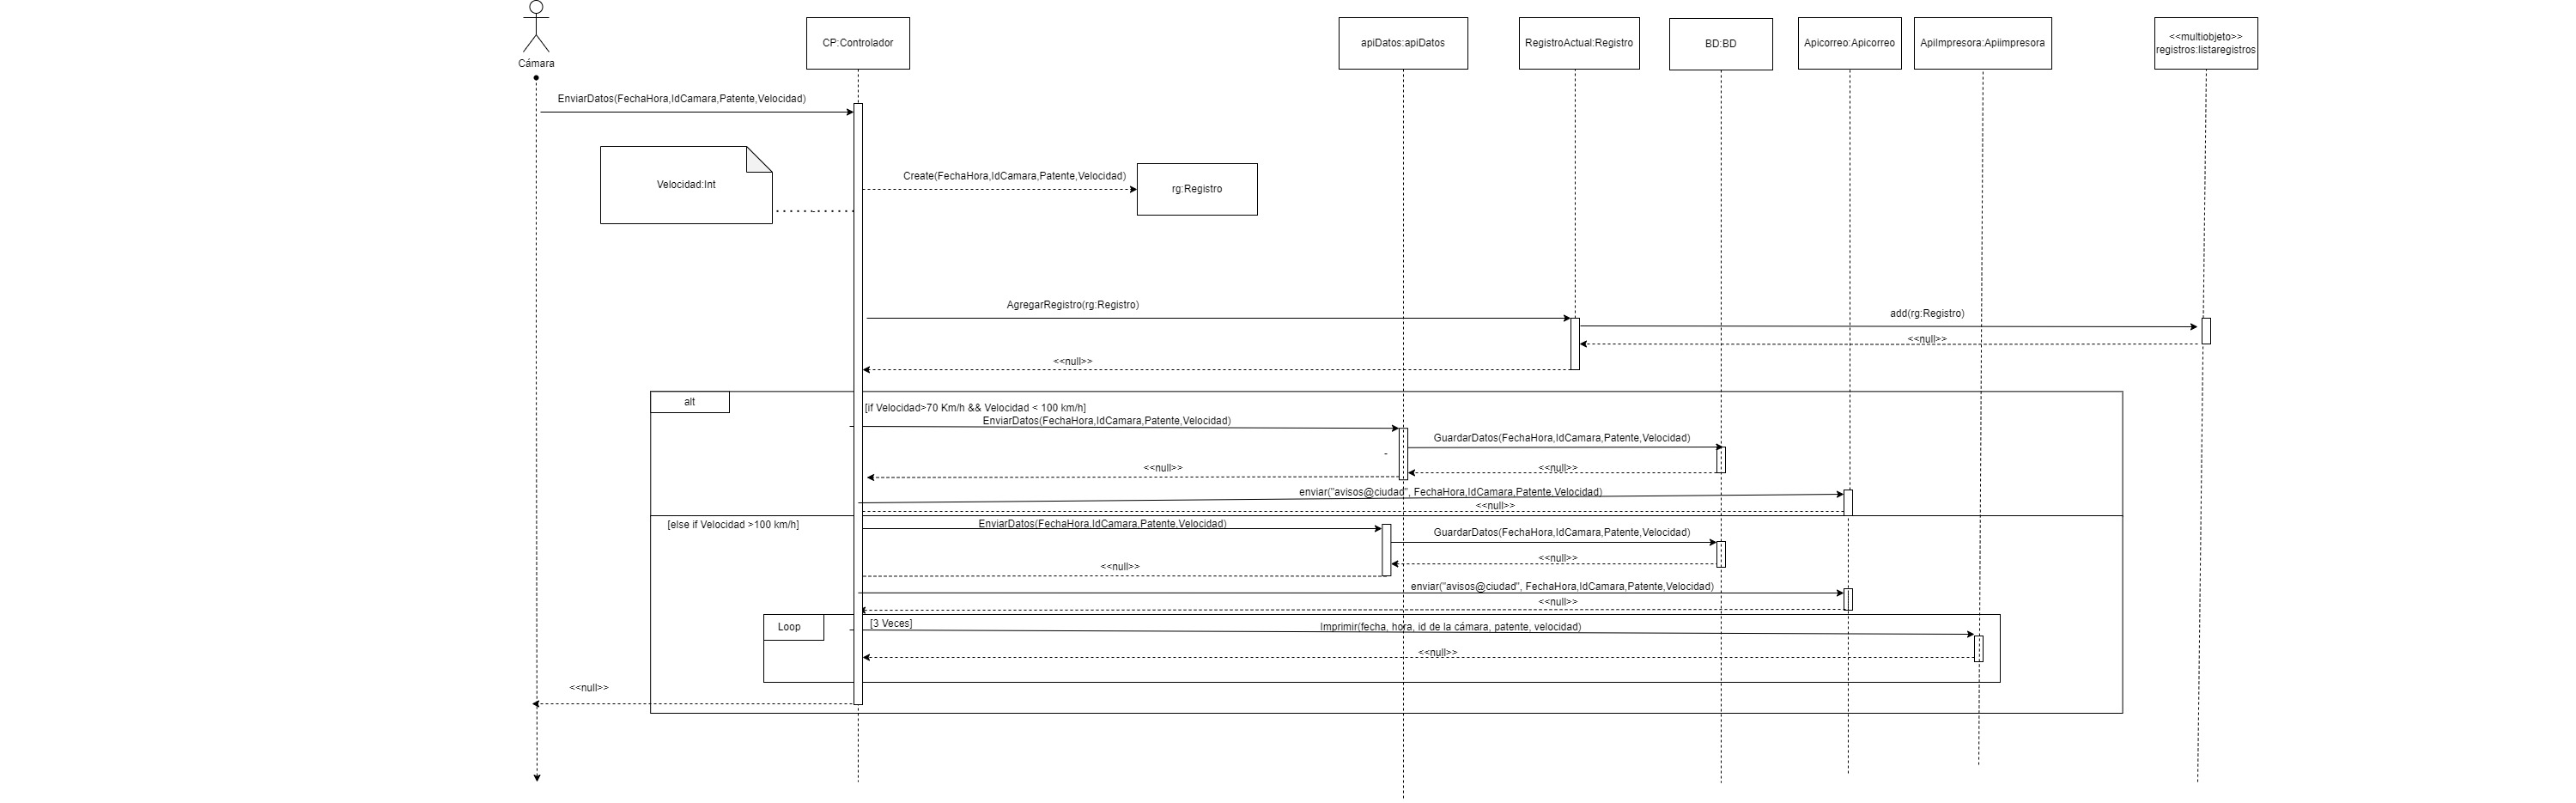 Cámara
CP:Controlador
apiDatos:apiDatos
RegistroActual:Registro
BD:BD
Apicorreo:Apicorreo
ApiImpresora:Apiimpresora
<<multiobjeto>>
registros:listaregistros
EnviarDatos(FechaHora,IdCamara,Patente,Velocidad)
Velocidad:Int
Create(FechaHora,IdCamara,Patente,Velocidad)
rg:Registro
AgregarRegistro(rg:Registro)
add(rg:Registro)
<<null>>
<<null>>
alt
[if Velocidad>70 Km/h && Velocidad < 100 km/h]
EnviarDatos(FechaHora,IdCamara,Patente,Velocidad)
GuardarDatos(FechaHora,IdCamara,Patente,Velocidad)
-
<<null>>
<<null>>
enviar("avisos@ciudad", FechaHora,IdCamara,Patente,Velocidad)
<<null>>
[else if Velocidad >100 km/h]
EnviarDatos(FechaHora,IdCamara,Patente,Velocidad)
GuardarDatos(FechaHora,IdCamara,Patente,Velocidad)
<<null>>
<<null>>
enviar("avisos@ciudad", FechaHora,IdCamara,Patente,Velocidad)
<<null>>
Loop
[3 Veces]
Imprimir(fecha, hora, id de la cámara, patente, velocidad)
<<null>>
<<null>>